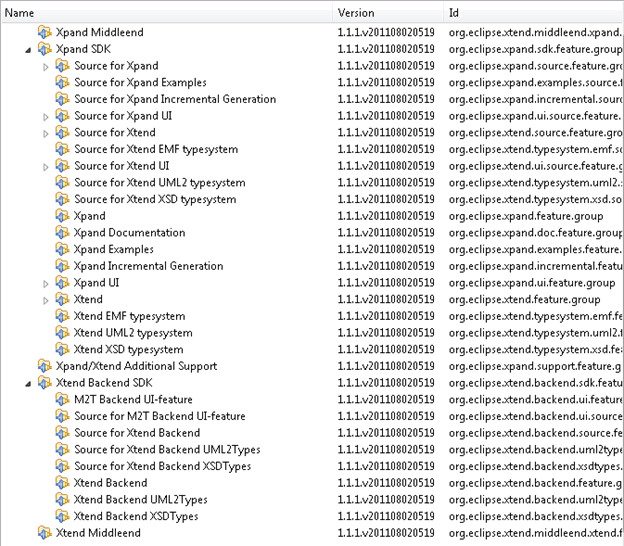 Name Version Id
Xpand Middleend 1.1.1.v201108020519 org.eclipse.xtend.middleend.xpand.
Xpand SDK 1.1.1.v201108020519 org.eclipse.xpand.sdk.feature.group
Source for Xpand 1.1.1.v201108020519 org.eclipse.xpand.source.feature.gro
Source for Xpand Examples 1.1.1.v201108020519 org.eclipse.xpand.examples.source.f
Source for Xpand Incremental Generation 1.1.1.v201108020519 org.eclipse.xpand.incremental.sourc
Source for Xpand UI 1.1.1.v201108020519 org.eclipse.xpand.ui.source.feature.
Source for Xtend 1.1.1.v201108020519 org.eclipse.xtend.source.feature.gro
Source for Xtend EMF typesystem 1.1.1.v201108020519 org.eclipse.xtend.typesystem.emf.so
Source for Xtend UI 1.1.1.v201108020519 org.eclipse.xtend.ui.source.feature.g
Source for Xtend UML2 typesystem 1.1.1.v201108020519 org.eclipse.xtend.typesystem.uml2.s
Source for Xtend XSD typesystem 1.1.1.v201108020519 org.eclipse.xtend.typesystem.xsd.so
Xpand 1.1.1.v201108020519 org.eclipse.xpand.feature.group
Xpand Documentation 1.1.1.v201108020519 org.eclipse.xpand.doc.feature.group
Xpand Examples 1.1.1.v201108020519 org.eclipse.xpand.examples.feature.
Xpand Incremental Generation 1.1.1.v201108020519 org.eclipse.xpand.incremental.featu
Xpand UI 1.1.1.v201108020519 org.eclipse.xpand.ui.feature.group
Xtend 1.1.1.v201108020519 org.eclipse.xtend.feature.group
Xtend EMF typesystem 1.1.1.v201108020519 org.eclipse.xtend.typesystem.emf.fe
Xtend UML2 typesystem 1.1.1.v201108020519 org.eclipse.xtend.typesystem.uml2.f
Xtend XSD typesystem 1.1.1.v201108020519 org.eclipse.xtend.typesystem.xsd.fea
Xpand/Xtend Additional Support 1.1.1.v201108020519 org.eclipse.xpand.support.feature.g
Xtend Backend SDK 1.1.1.v201108020519 org.eclipse.xtend.backend.sdk.featu
M2T Backend UI-feature 1.1.1.v201108020519 org.eclipse.xtend.backend.ui.feature
Source for M2T Backend UI-feature 1.1.1.v201108020519 org.eclipse.xtend.backend.ui.source
Source for Xtend Backend 1.1.1.v201108020519 org.eclipse.xtend.backend.source.fe
Source for Xtend Backend UML2Types 1.1.1.v201108020519 org.eclipse.xtend.backend.uml2type
Source for Xtend Backend XSDTypes 1.1.1.v201108020519 org.eclipse.xtend.backend.xsdtypes.
Xtend Backend 1.1.1.v201108020519 org.eclipse.xtend.backend.feature.g
Xtend Backend UML2Types 1.1.1.v201108020519 org.eclipse.xtend.backend.uml2type
Xtend Backend XSDTypes 1.1.1.v201108020519 org.eclipse.xtend.backend.xsdtypes.
Xtend Middleend 1.1.1.v201108020519 org.eclipse.xtend.middleend.xtend.f